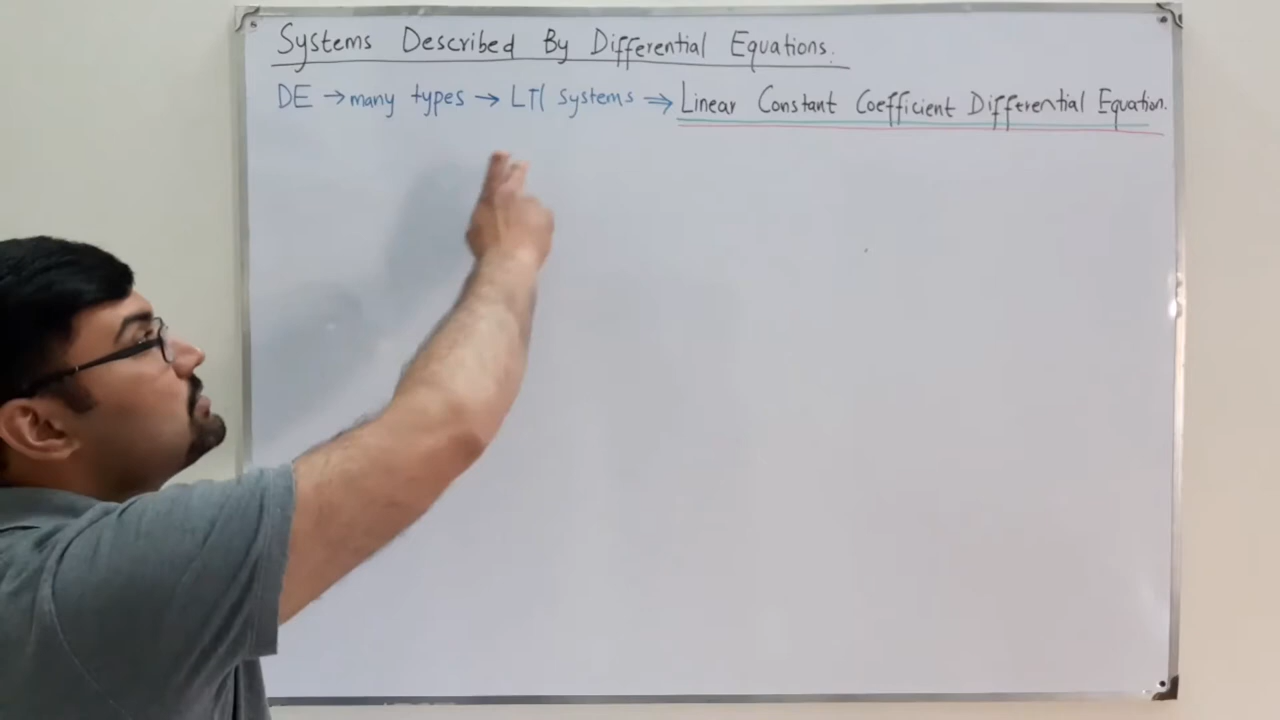 Systems Described By Differential Equations.
DE → many types → LTI systems ⇒ Linear Constant Coefficient Differential Equation.